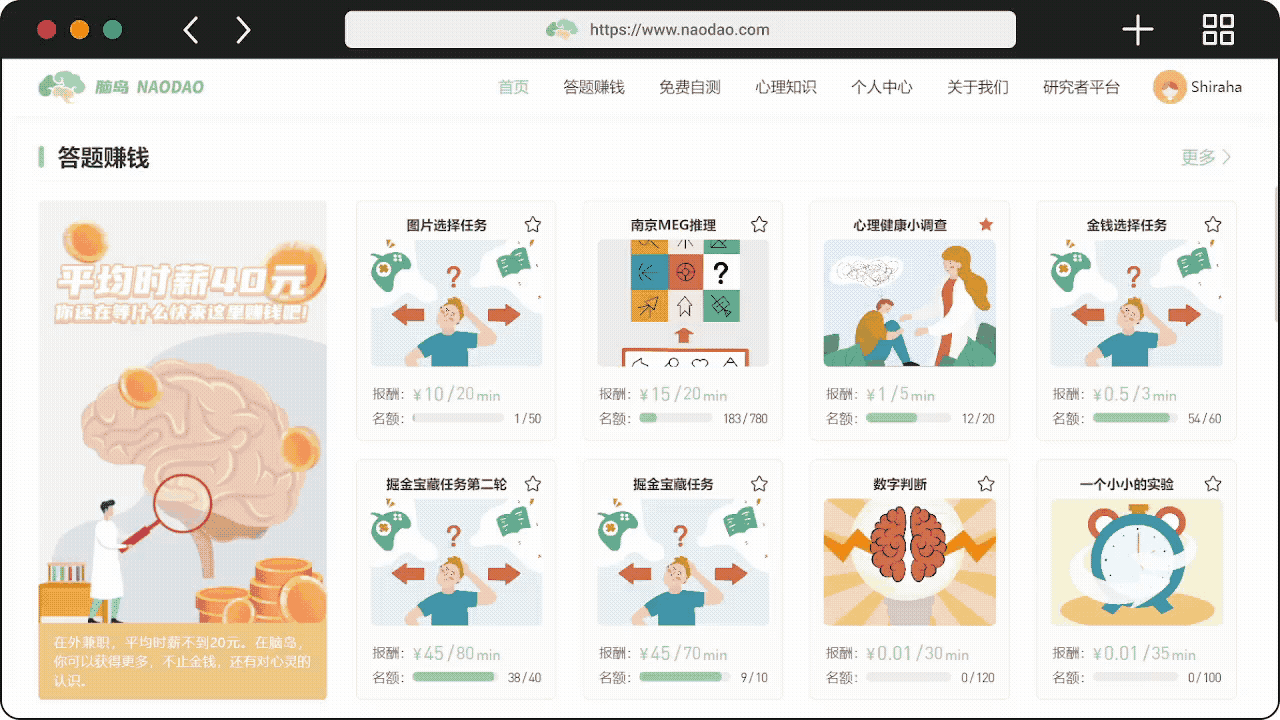 https://www.naodao.com
脑岛 NAODAO
首页 答题赚钱 免费自测 心理知识 个人中心 关于我们 研究者平台 Shiraha
答题赚钱
更多
平均时薪40元
你还在等什么快来这里赚钱吧!
在外兼职，平均时薪不到20元。在脑岛，
你可以获得更多，不止金钱，还有对心灵的
认识。
图片选择任务
?
报酬：￥10/20min
名额： 1/50
南京MEG推理
?
报酬：￥15/20min
名额： 183/780
心理健康小调查
报酬：￥1/5min
名额： 12/20
金钱选择任务
?
报酬：￥0.5/3min
名额： 54/60
掘金宝藏任务第二轮
?
报酬：￥45/80min
名额： 38/40
掘金宝藏任务
?
报酬：￥45/70min
名额： 9/10
数字判断
报酬：￥0.01/30min
名额： 0/120
一个小小的实验
报酬：￥0.01/35min
名额： 0/100